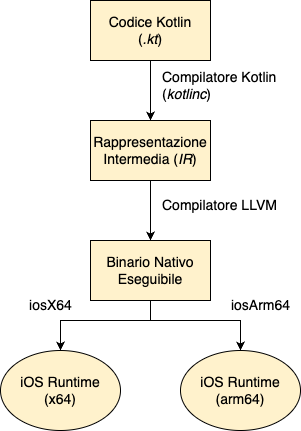 Codice Kotlin
(.kt)
Compilatore Kotlin
(kotlinc)
Rappresentazione
Intermedia (IR)
Compilatore LLVM
Binario Nativo
Eseguibile
iosX64
iosArm64
iOS Runtime
(x64)
iOS Runtime
(arm64)